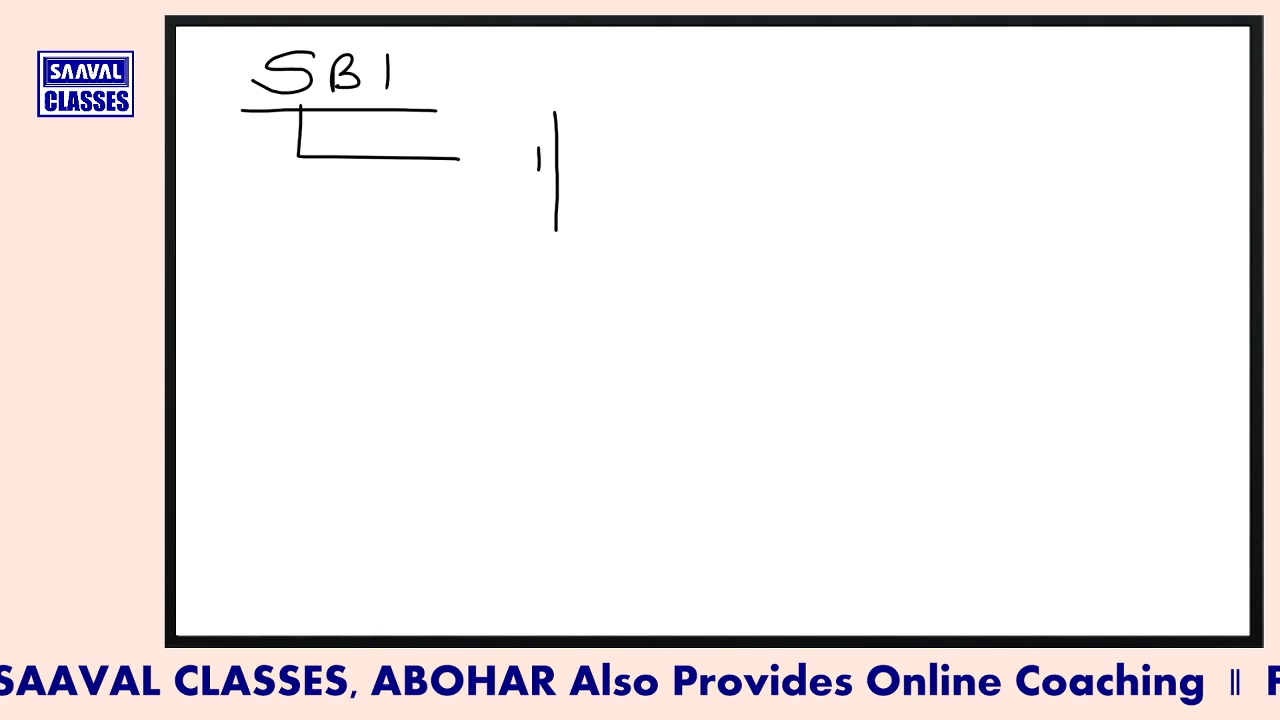 SAAVAL
CLASSES
SBI
SAAVAL CLASSES, ABOHAR Also Provides Online Coaching ||